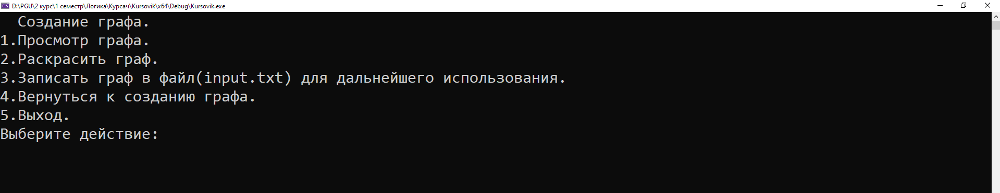 D:\PGU\2 курс\1 семестр\Логика\Курсач\Kursovik\x64\Debug\Kursovik.exe
Создание графа.
1.Просмотр графа.
2.Раскрасить граф.
3.Записать граф в файл(input.txt) для дальнейшего использования.
4.Вернуться к созданию графа.
5.Выход.
Выберите действие: